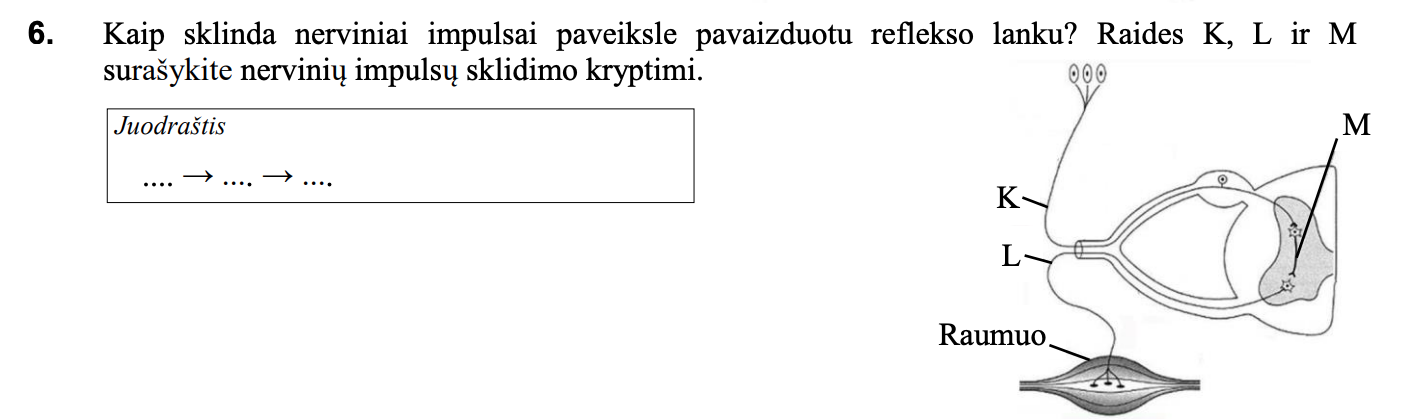 6. Kaip sklinda nerviniai impulsai paveiksle pavaizduotu reflekso lanku? Raides K, L ir M
surašykite nervinių impulsų sklidimo kryptimi.
Juodraštis
.... → .... → ....
M
K
L
Raumuo